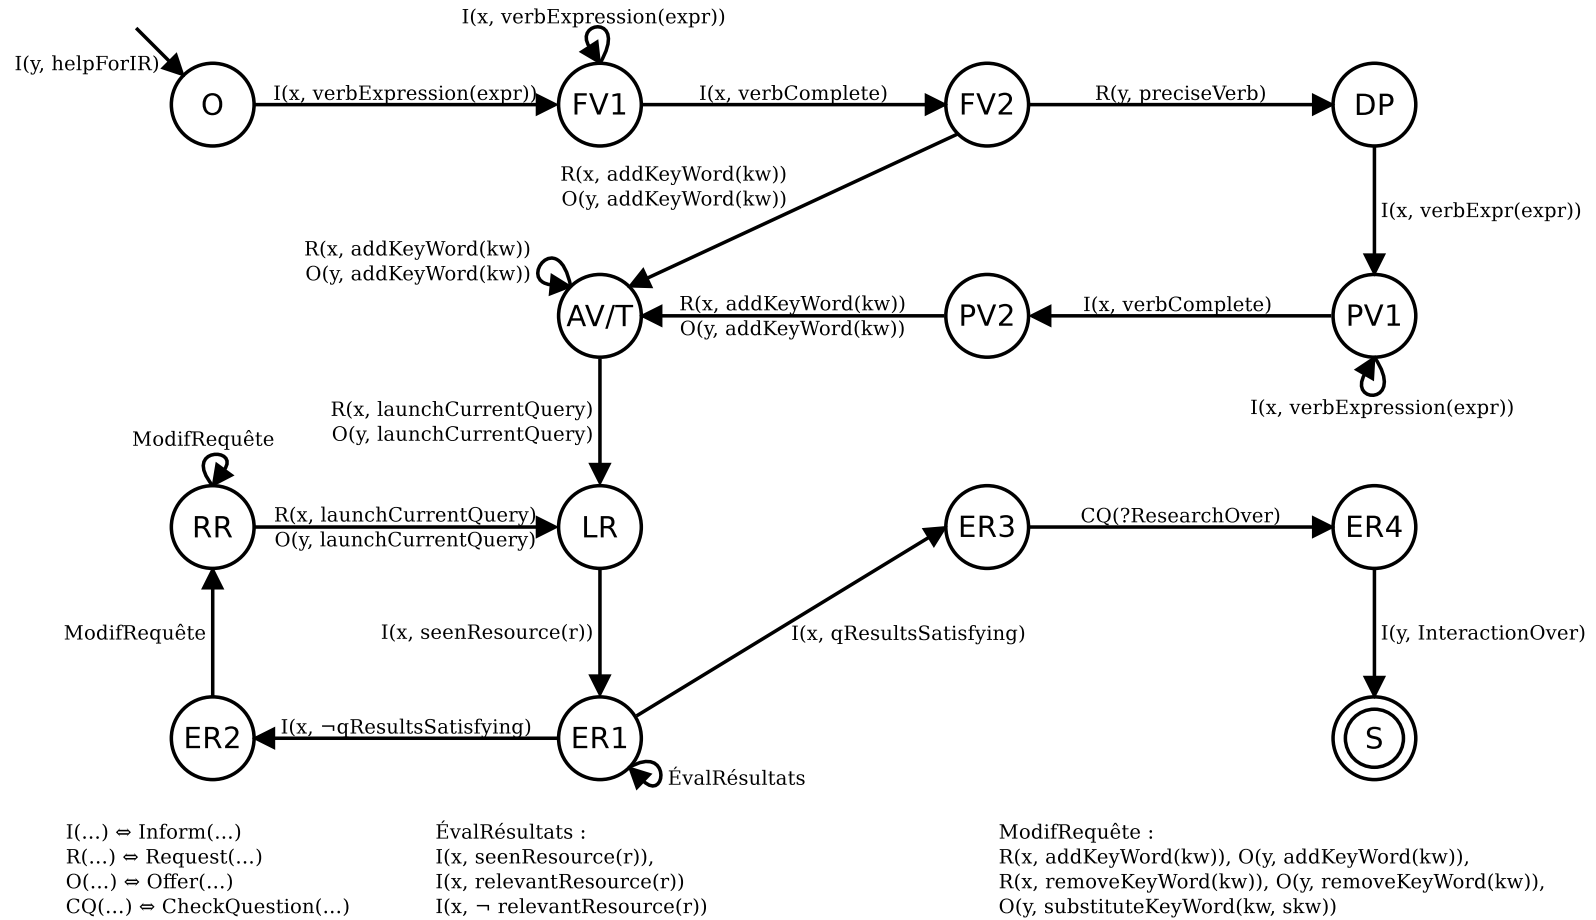 I(x, verbExpression(expr))
I(y, helpForIR)
O
I(x, verbExpression(expr))
FV1
I(x, verbComplete)
FV2
R(y, preciseVerb)
DP
R(x, addKeyWord(kw))
O(y, addKeyWord(kw))
I(x, verbExpr(expr))
R(x, addKeyWord(kw))
O(y, addKeyWord(kw))
AV/T
R(x, addKeyWord(kw))
O(y, addKeyWord(kw))
PV2
I(x, verbComplete)
PV1
I(x, verbExpression(expr))
R(x, launchCurrentQuery)
O(y, launchCurrentQuery)
ModifRequête
RR
R(x, launchCurrentQuery)
O(y, launchCurrentQuery)
LR
ER3
CQ(?ResearchOver)
ER4
ModifRequête
I(x, seenResource(r))
I(x, qResultsSatisfying)
I(y, InteractionOver)
ER2
I(x, ¬qResultsSatisfying)
ER1
S
ÉvalRésultats
I(...) ⇔ Inform(...)
R(...) ⇔ Request(...)
O(...) ⇔ Offer(...)
CQ(...) ⇔ CheckQuestion(...)
ÉvalRésultats :
I(x, seenResource(r)),
I(x, relevantResource(r))
I(x, ¬ relevantResource(r))
ModifRequête :
R(x, addKeyWord(kw)), O(y, addKeyWord(kw)),
R(x, removeKeyWord(kw)), O(y, removeKeyWord(kw)),
O(y, substituteKeyWord(kw, skw))